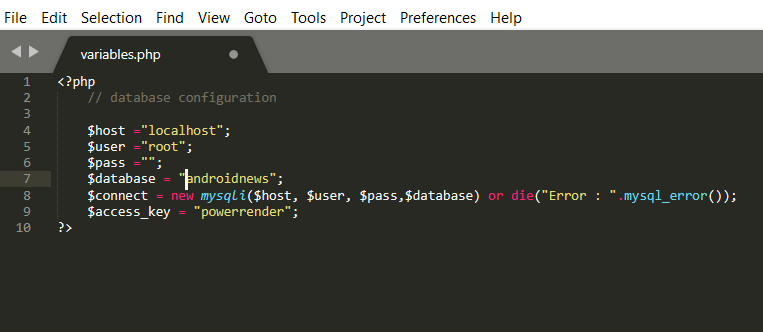 File Edit Selection Find View Goto Tools Project Preferences Help
variables.php
1 <?php
2 // database configuration
3
4 $host ="localhost";
5 $user ="root";
6 $pass ="";
7 $database = "androidnews";
8 $connect = new mysqli($host, $user, $pass,$database) or die("Error : ".mysql_error());
9 $access_key = "powerrender";
10 ?>